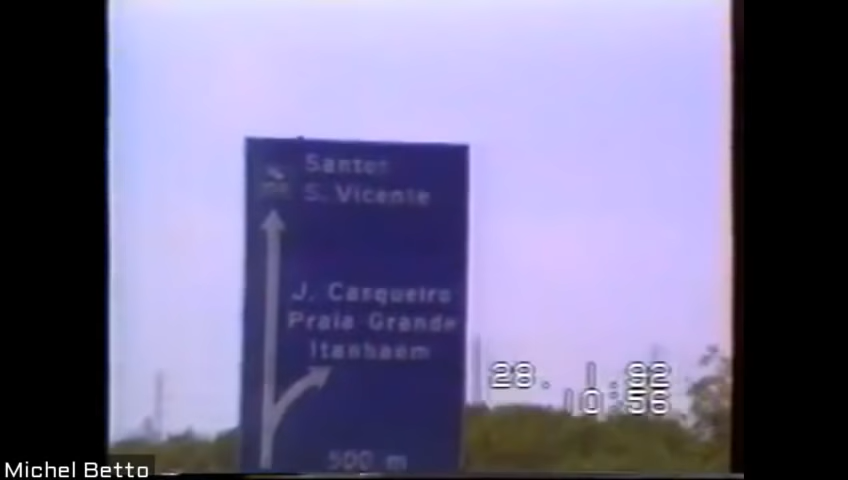 Santos
S. Vicente
J. Casqueiro
Praia Grande
Itanhaem
500 m
28. 1.92
10:56
Michel Betto